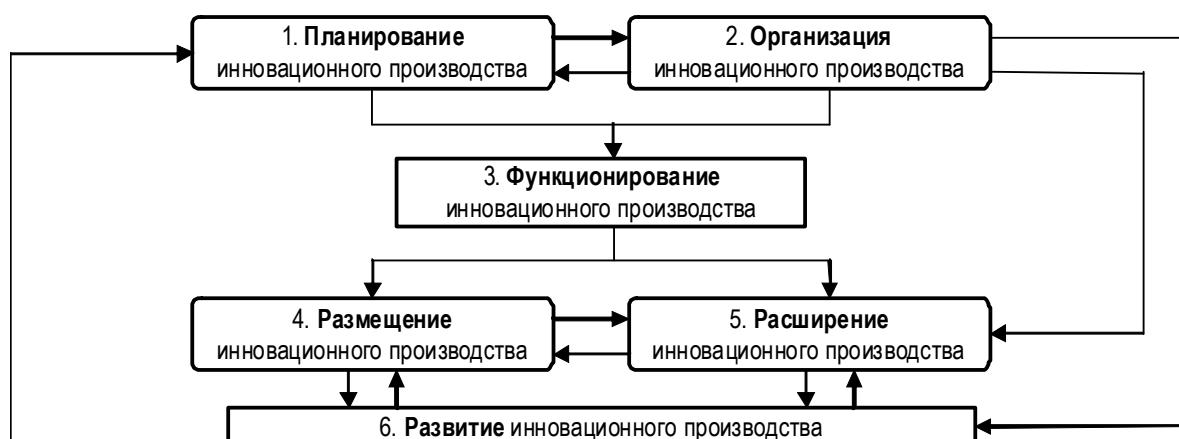 1. Планирование
инновационного производства
2. Организация
инновационного производства
3. Функционирование
инновационного производства
4. Размещение
инновационного производства
5. Расширение
инновационного производства
6. Развитие инновационного производства